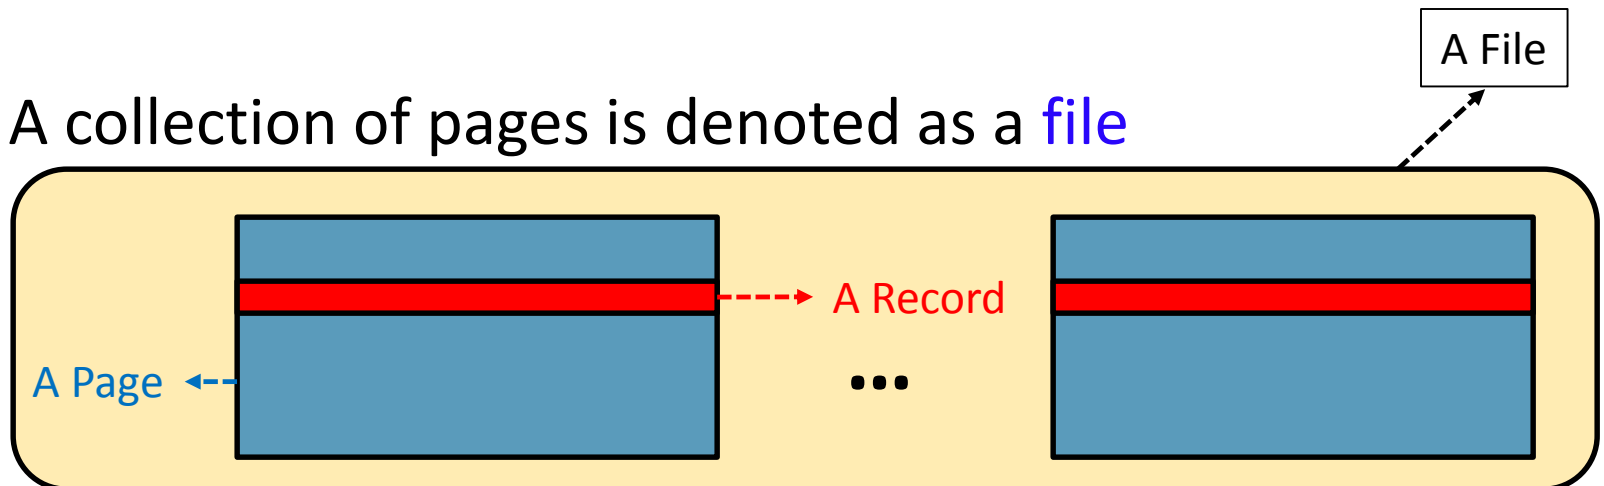 A File
A collection of pages is denoted as a file
A Record
A Page
...